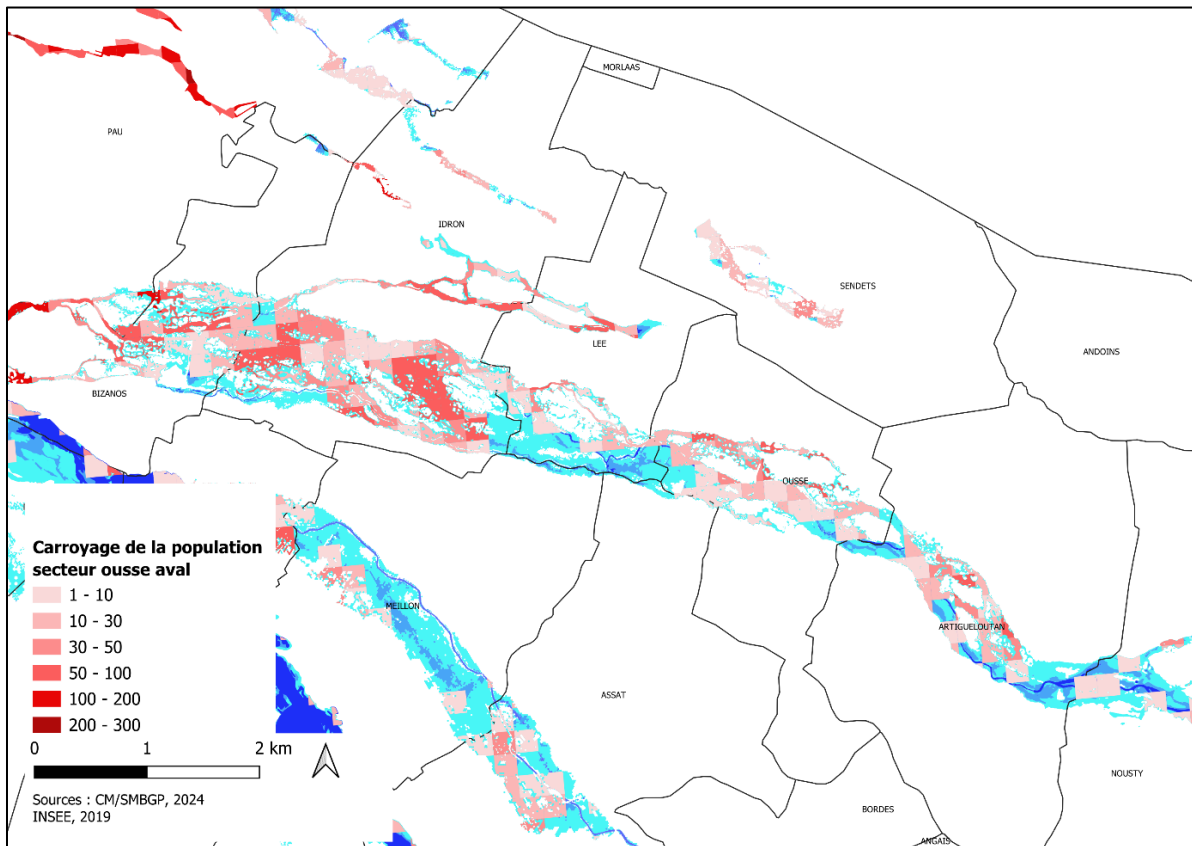 MORLAAS
PAU
IDRON
SENDETS
LEE
ANDOINS
BIZANOS
OUSSE
MEILLON
ARTIGUELOUTAN
ASSAT
NOUSTY
BORDES
ANGAIS
Carroyage de la population
secteur ousse aval
1 - 10
10 - 30
30 - 50
50 - 100
100 - 200
200 - 300
0 1 2 km
Sources : CM/SMBGP, 2024
INSEE, 2019